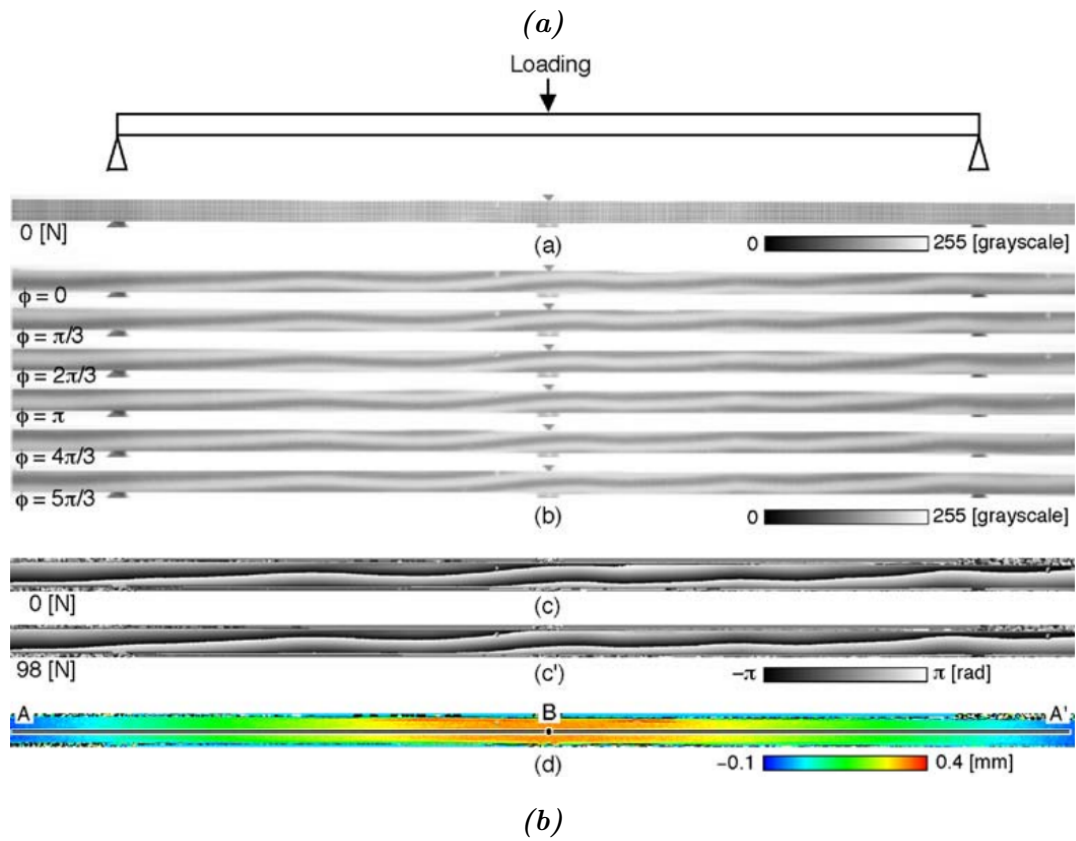 (a)
Loading
0 [N]
(a)
0 255 [grayscale]
ϕ = 0
ϕ = π/3
ϕ = 2π/3
ϕ = π
ϕ = 4π/3
ϕ = 5π/3
(b)
0 255 [grayscale]
0 [N]
(c)
98 [N]
(c')
−π π [rad]
A B A'
(d)
−0.1 0.4 [mm]
(b)